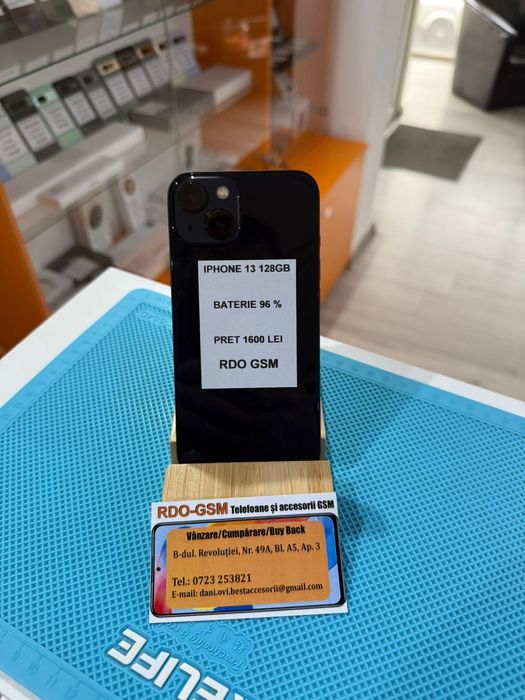 IPHONE 13 128GB
BATERIE 96 %
PRET 1600 LEI
RDO GSM
RDO-GSM Telefoane și accesorii GSM
Vânzare/Cumpărare/Buy Back
B-dul. Revoluției, Nr. 49A, Bl. A5, Ap. 3
Tel.: 0723 253821
E-mail: dani.ovi.bestaccesorii@gmail.com
RELIFE